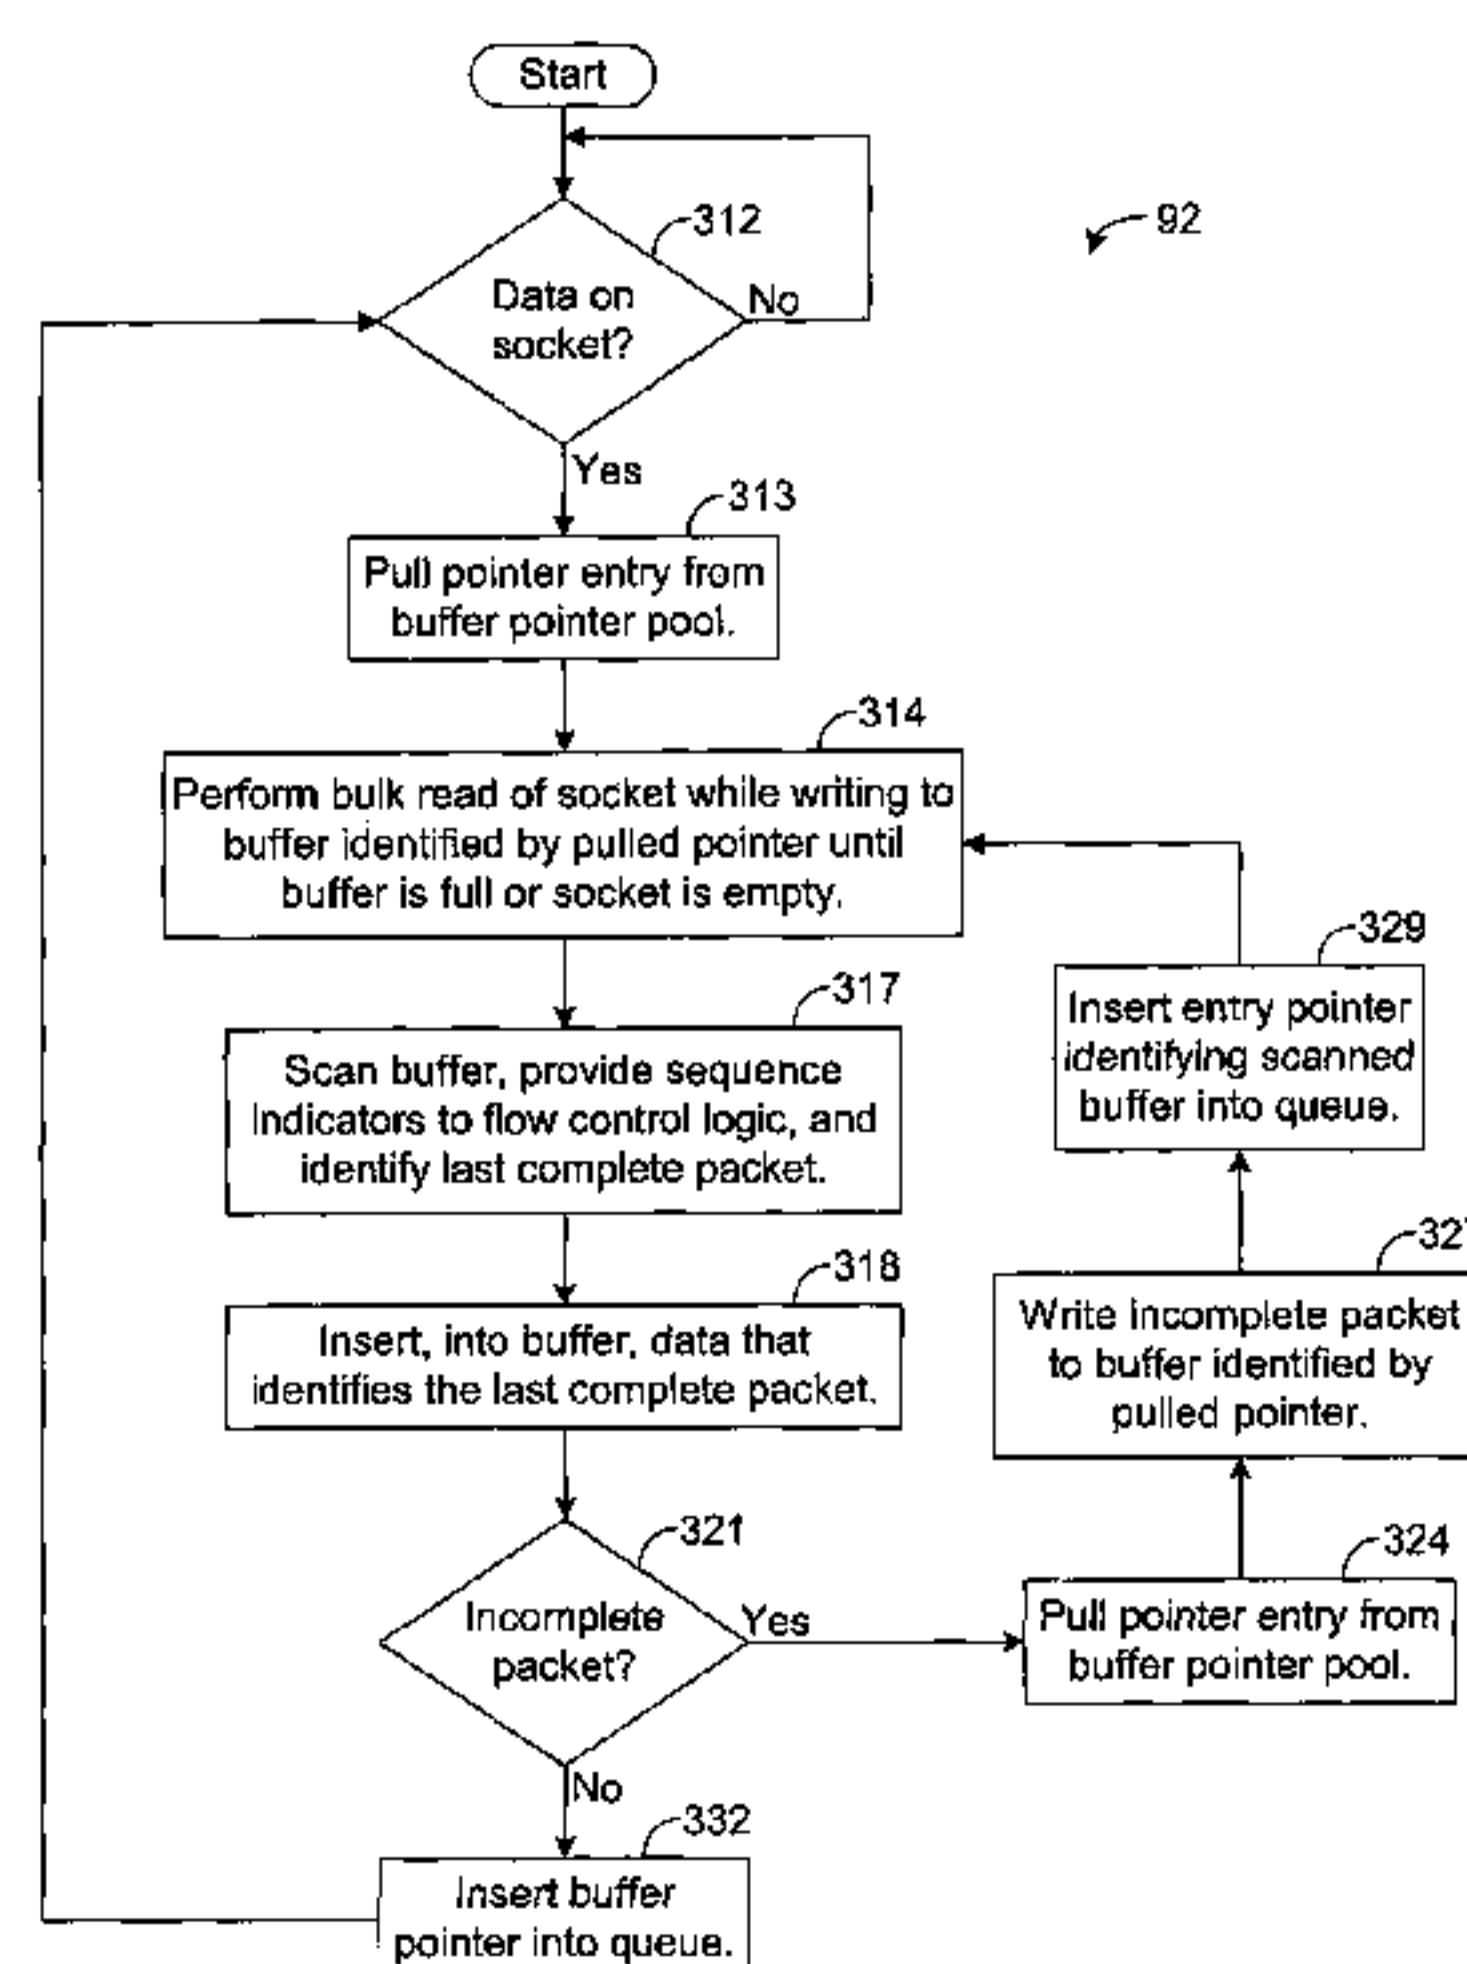 Start
312
92
Data on
socket?
No
Yes
313
Pull pointer entry from
buffer pointer pool.
314
Perform bulk read of socket while writing to
buffer identified by pulled pointer until
buffer is full or socket is empty.
329
Insert entry pointer
identifying scanned
buffer into queue.
317
Scan buffer, provide sequence
Indicators to flow control logic, and
identify last complete packet.
318
Insert, into buffer, data that
identifies the last complete packet.
Write incomplete packet
to buffer identified by
pulled pointer.
321
Incomplete
packet?
Yes
324
Pull pointer entry from
buffer pointer pool.
No
332
Insert buffer
pointer into queue.